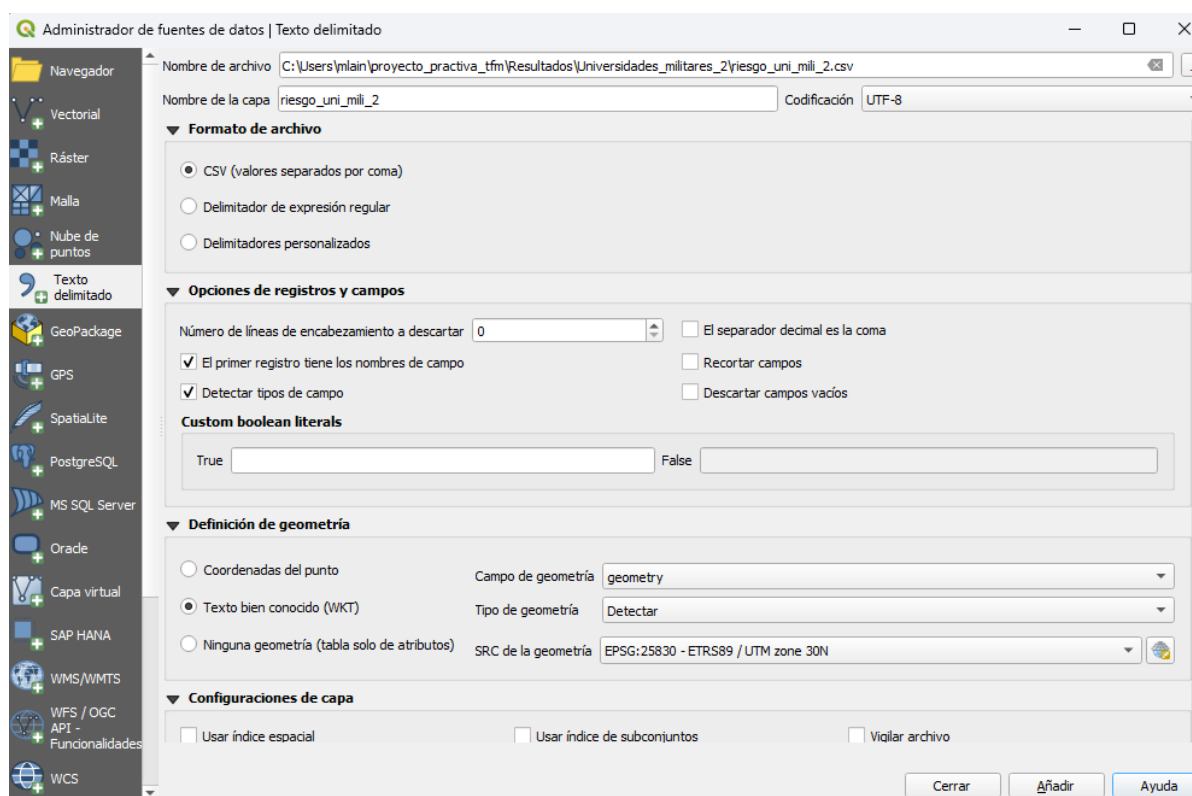 Administrador de fuentes de datos | Texto delimitado
Navegador
Vectorial
Ráster
Malla
Nube de
puntos
Texto
delimitado
GeoPackage
GPS
SpatiaLite
PostgreSQL
MS SQL Server
Oracle
Capa virtual
SAP HANA
WMS/WMTS
WFS / OGC
API -
Funcionalidades
WCS
Nombre de archivo C:\Users\mlain\proyecto_practiva_tfm\Resultados\Universidades_militares_2\riesgo_uni_mili_2.csv
Nombre de la capa riesgo_uni_mili_2 Codificación UTF-8
Formato de archivo
CSV (valores separados por coma)
Delimitador de expresión regular
Delimitadores personalizados
Opciones de registros y campos
Número de líneas de encabezamiento a descartar 0 El separador decimal es la coma
El primer registro tiene los nombres de campo Recortar campos
Detectar tipos de campo Descartar campos vacíos
Custom boolean literals
True False
Definición de geometría
Coordenadas del punto Campo de geometría geometry
Texto bien conocido (WKT) Tipo de geometría Detectar
Ninguna geometría (tabla solo de atributos) SRC de la geometría EPSG:25830 - ETRS89 / UTM zone 30N
Configuraciones de capa
Usar índice espacial Usar índice de subconjuntos Vigilar archivo
Cerrar Añadir Ayuda